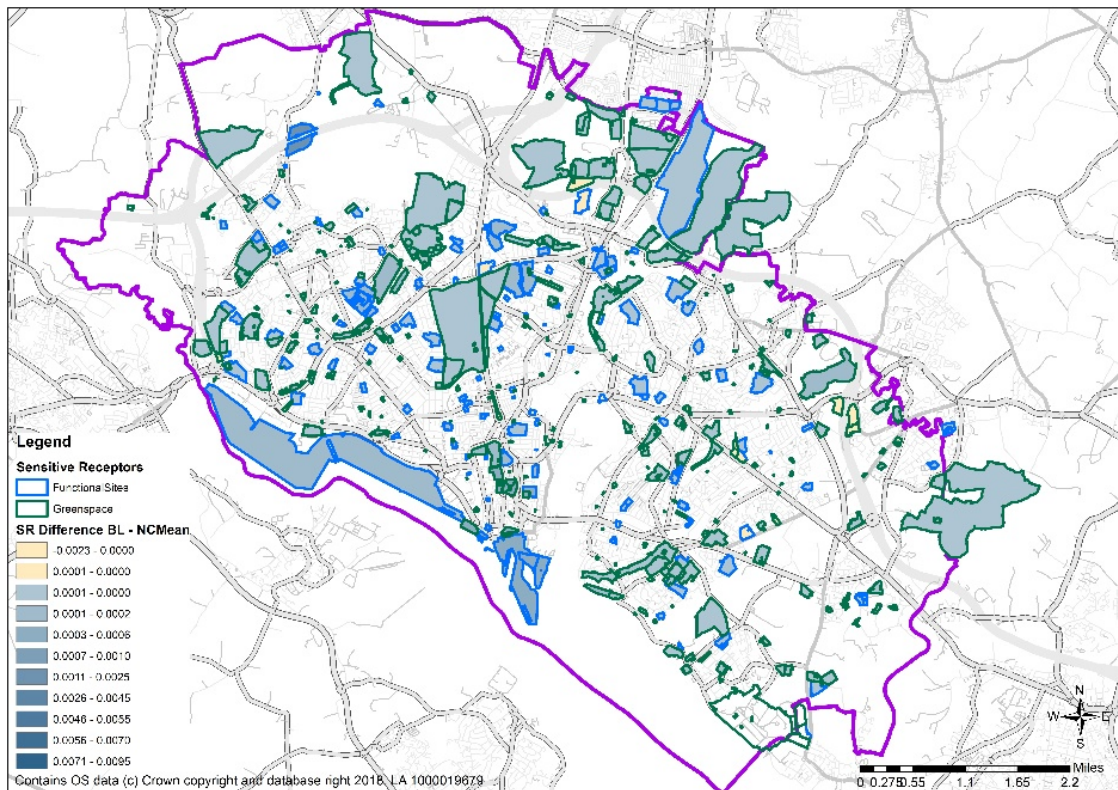 Legend
Sensitive Receptors
FunctionalSites
Greenspace
SR Difference BL - NCMean
-0.0023 - 0.0000
0.0001 - 0.0000
0.0001 - 0.0000
0.0001 - 0.0002
0.0003 - 0.0006
0.0007 - 0.0010
0.0011 - 0.0025
0.0026 - 0.0045
0.0046 - 0.0055
0.0056 - 0.0070
0.0071 - 0.0095
Contains OS data (c) Crown copyright and database right 2018. LA 1000019679
N
W E
S
Miles
0 0.275 0.55 1.1 1.65 2.2